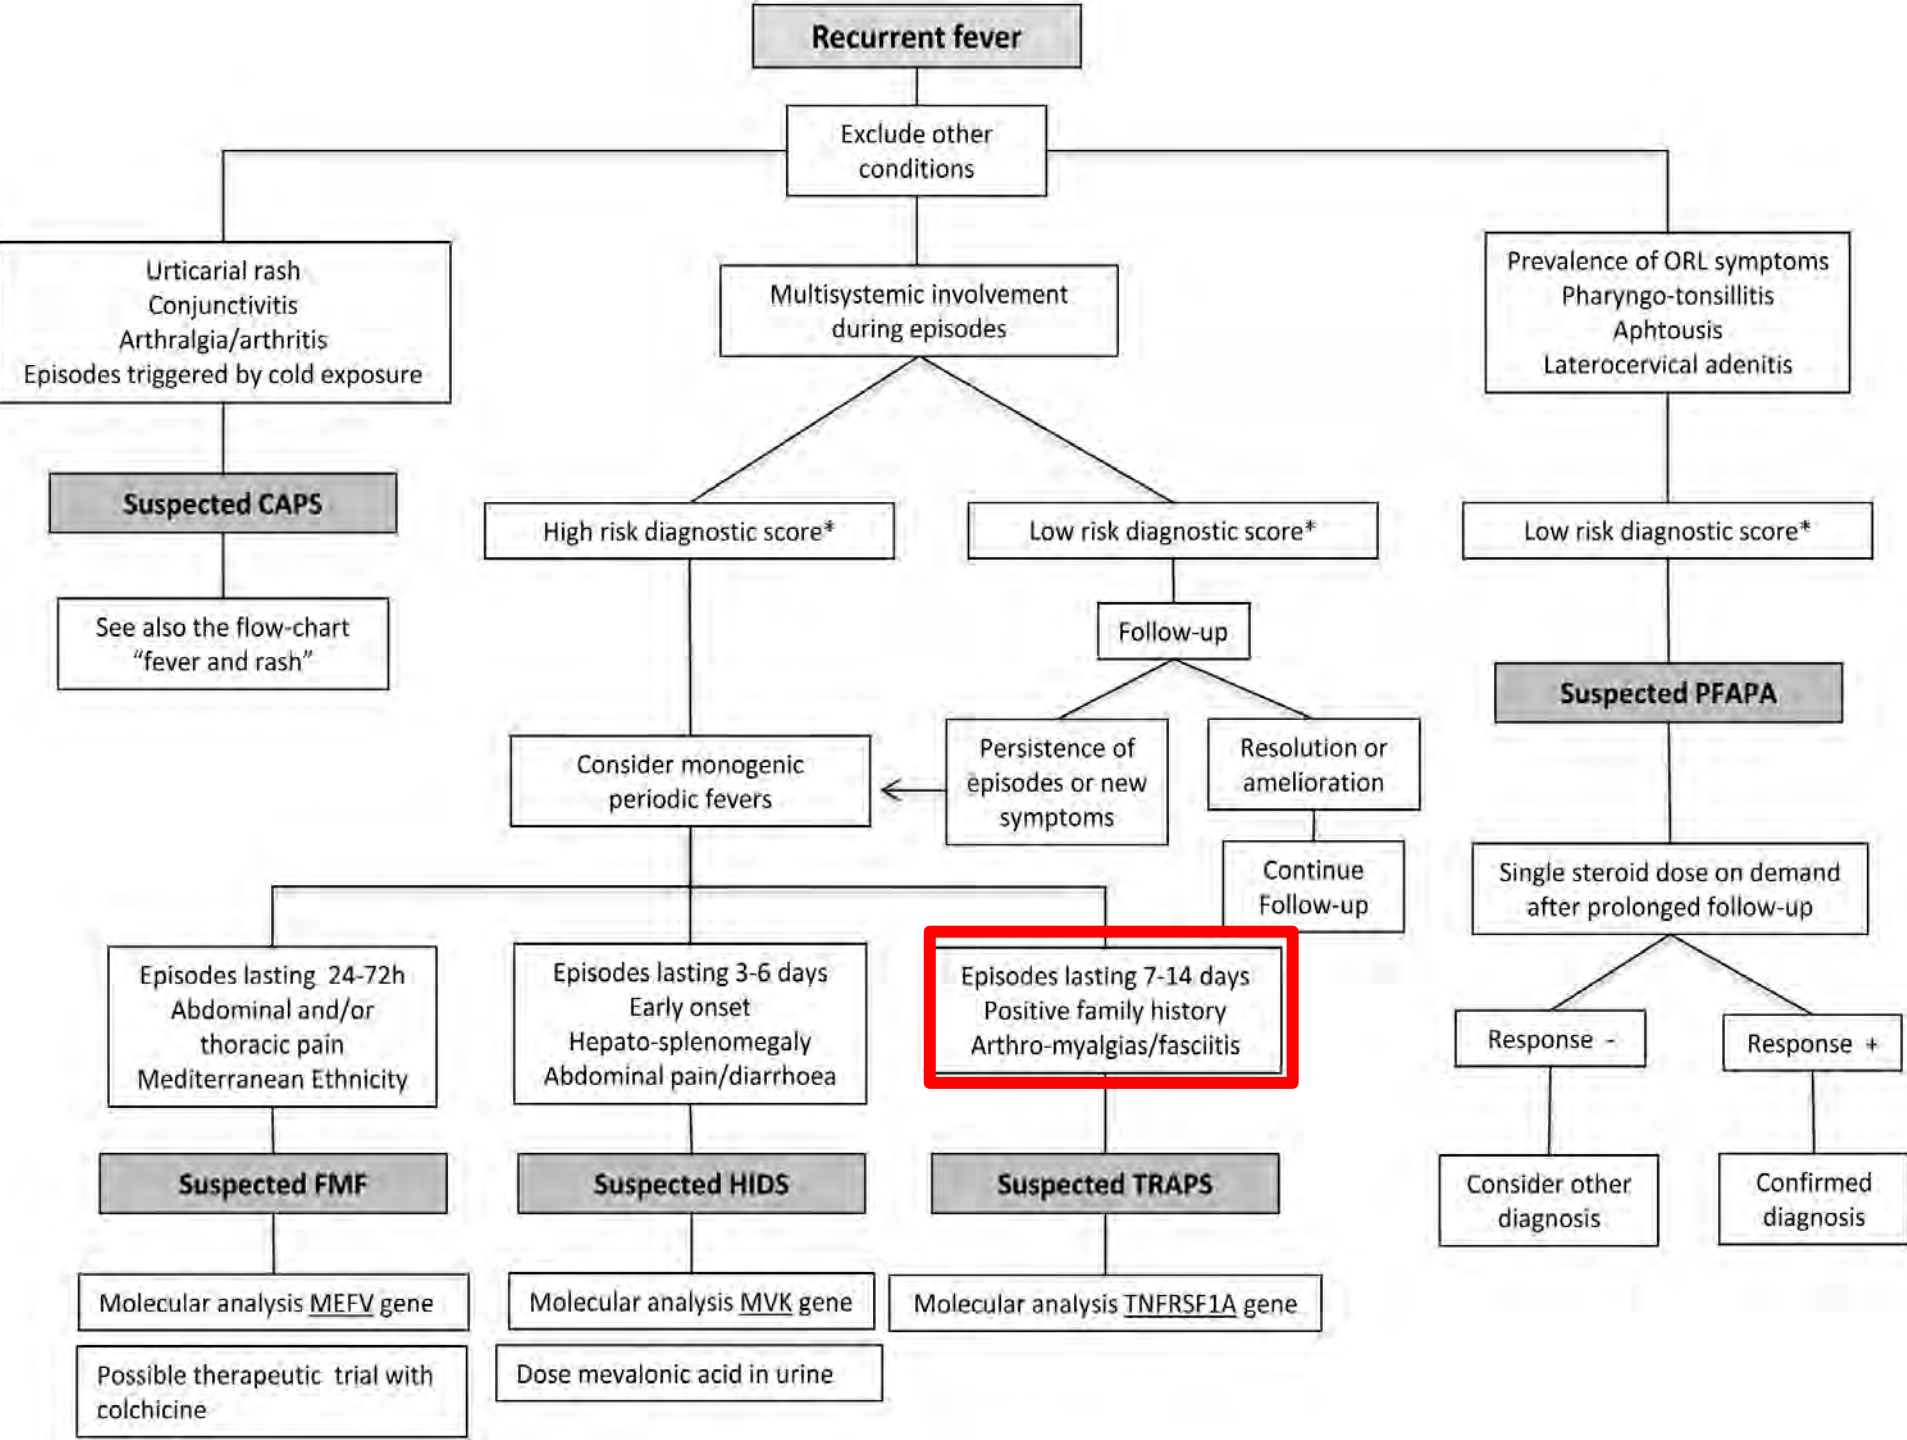 Recurrent fever
Exclude other
conditions
Urticarial rash
Conjunctivitis
Arthralgia/arthritis
Episodes triggered by cold exposure
Suspected CAPS
See also the flow-chart
“fever and rash”
Multisystemic involvement
during episodes
High risk diagnostic score*
Low risk diagnostic score*
Follow-up
Persistence of
episodes or new
symptoms
Resolution or
amelioration
Continue
Follow-up
Consider monogenic
periodic fevers
Episodes lasting 24-72h
Abdominal and/or
thoracic pain
Mediterranean Ethnicity
Suspected FMF
Molecular analysis MEFV gene
Possible therapeutic trial with
colchicine
Episodes lasting 3-6 days
Early onset
Hepato-splenomegaly
Abdominal pain/diarrhoea
Suspected HIDS
Molecular analysis MVK gene
Dose mevalonic acid in urine
Episodes lasting 7-14 days
Positive family history
Arthro-myalgias/fasciitis
Suspected TRAPS
Molecular analysis TNFRSF1A gene
Prevalence of ORL symptoms
Pharyngo-tonsillitis
Aphtousis
Laterocervical adenitis
Low risk diagnostic score*
Suspected PFAPA
Single steroid dose on demand
after prolonged follow-up
Response -
Consider other
diagnosis
Response +
Confirmed
diagnosis